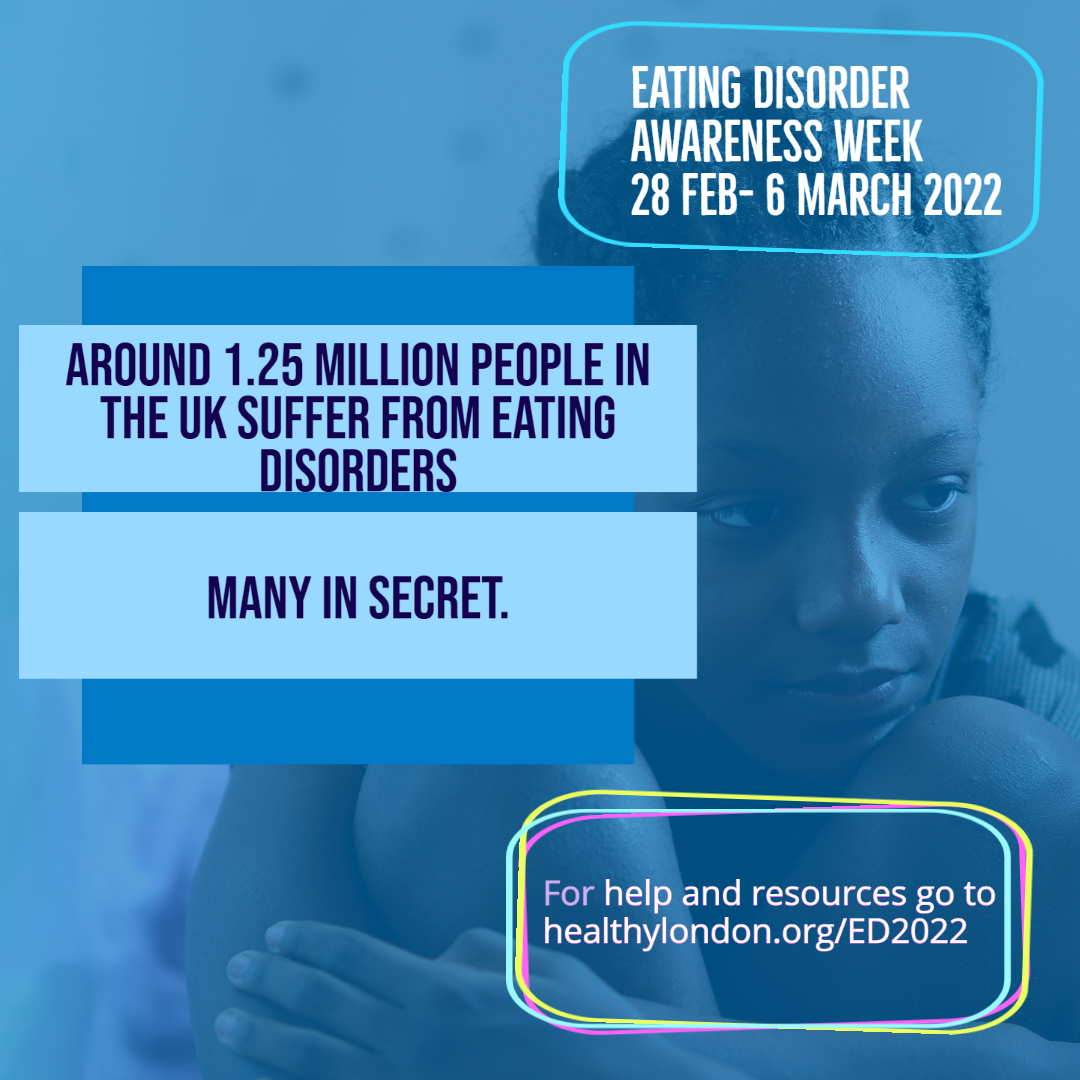 EATING DISORDER
AWARENESS WEEK
28 FEB- 6 MARCH 2022
AROUND 1.25 MILLION PEOPLE IN
THE UK SUFFER FROM EATING
DISORDERS
MANY IN SECRET.
For help and resources go to
healthylondon.org/ED2022